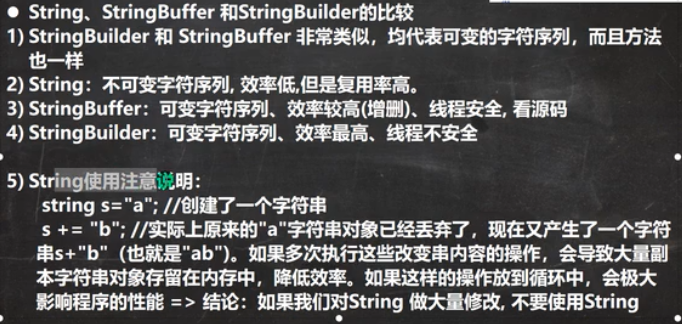 ● String、StringBuffer 和StringBuilder的比较
1) StringBuilder 和 StringBuffer 非常类似，均代表可变的字符序列，而且方法
也一样
2) String：不可变字符序列, 效率低,但是复用率高。
3) StringBuffer：可变字符序列、效率较高(增删)、线程安全, 看源码
4) StringBuilder：可变字符序列、效率最高、线程不安全
5) String使用注意说明：
string s="a"; //创建了一个字符串
s += "b"; //实际上原来的"a"字符串对象已经丢弃了，现在又产生了一个字符
串s+"b"（也就是"ab")。如果多次执行这些改变串内容的操作，会导致大量副
本字符串对象存留在内存中，降低效率。如果这样的操作放到循环中，会极大
影响程序的性能 => 结论：如果我们对String 做大量修改, 不要使用String